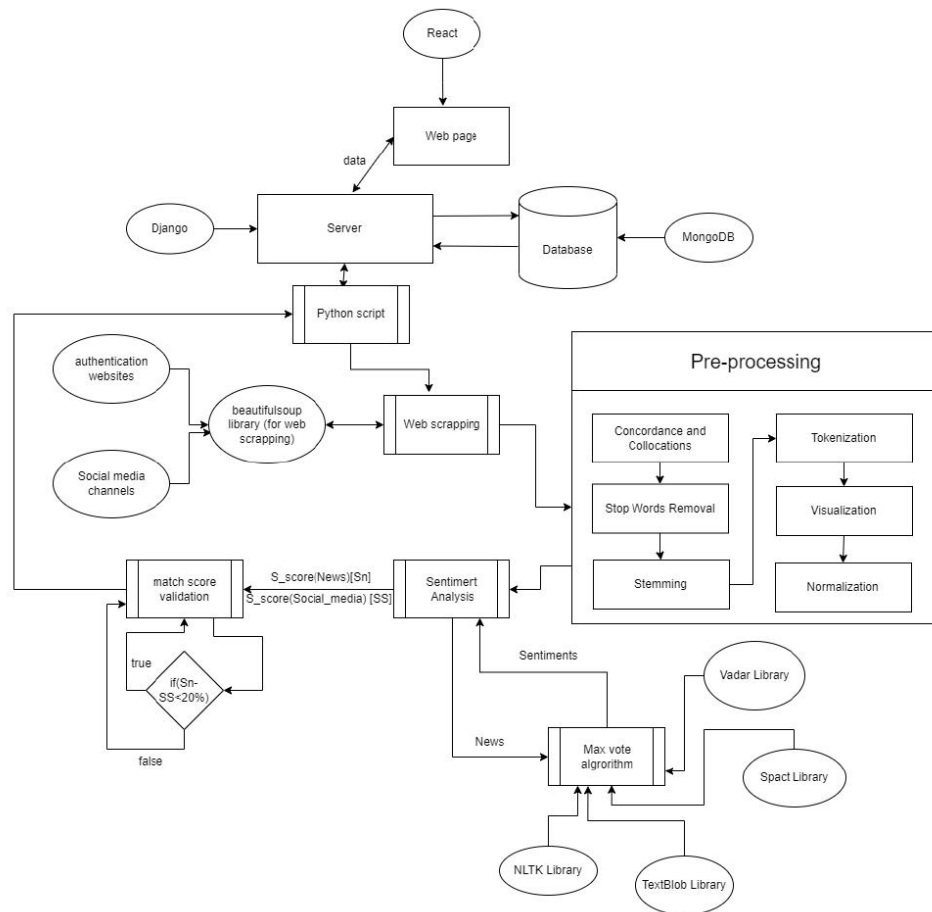 React
Web page
data
Django
Server
Database
MongoDB
Python script
authentication
websites
beautifulsoup
library (for web
scrapping)
Web scrapping
Social media
channels
Pre-processing
Concordance and
Collocations
Tokenization
Stop Words Removal
Visualization
Stemming
Normalization
match score
validation
S_score(News)[Sn]
S_score(Social_media) [SS]
Sentimert
Analysis
true
if(Sn-
SS<20%)
false
Sentiments
News
Max vote
algrorithm
Vadar Library
Spact Library
NLTK Library
TextBlob Library